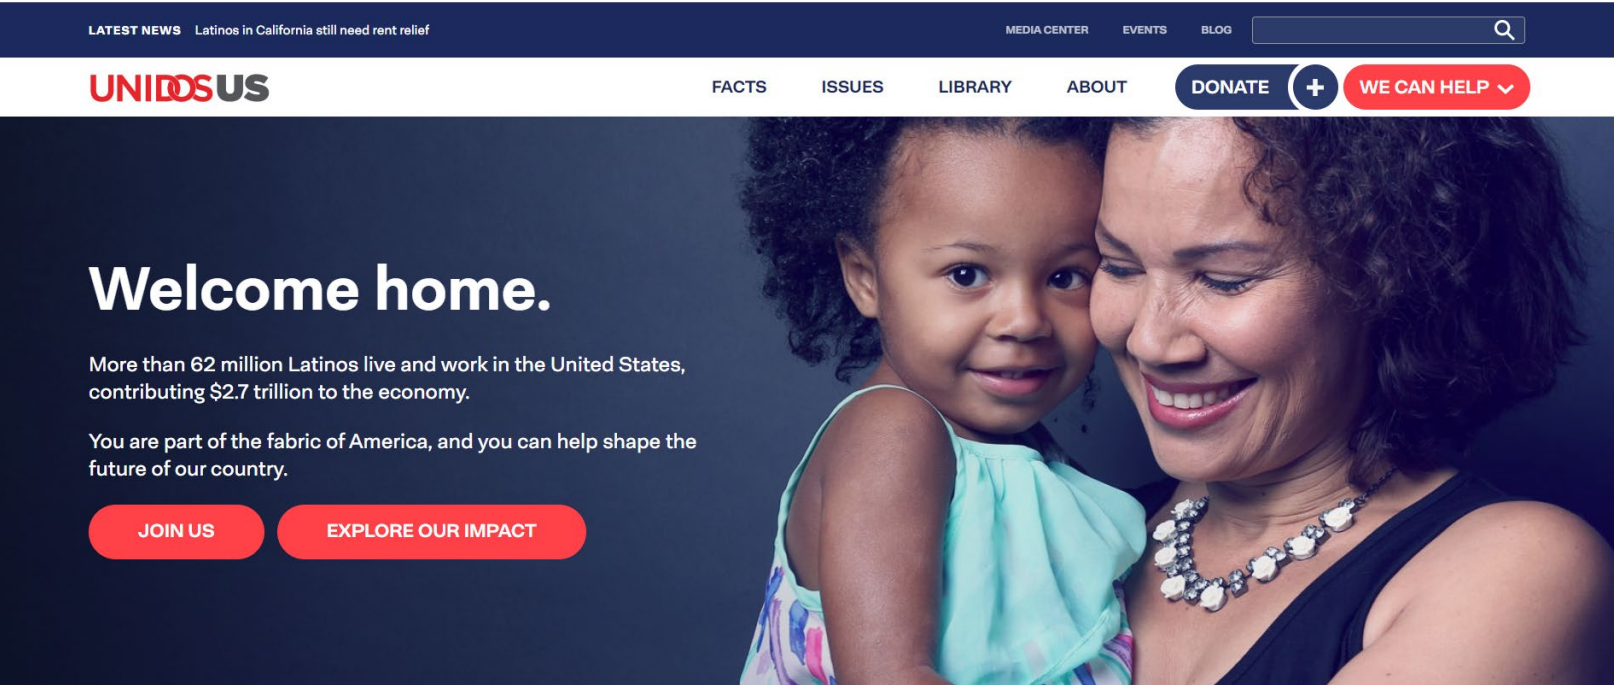 LATEST NEWS Latinos in California still need rent relief
MEDIA CENTER EVENTS BLOG
UNIDOSUS
FACTS ISSUES LIBRARY ABOUT DONATE + WE CAN HELP
Welcome home.
More than 62 million Latinos live and work in the United States,
contributing $2.7 trillion to the economy.
You are part of the fabric of America, and you can help shape the
future of our country.
JOIN US EXPLORE OUR IMPACT